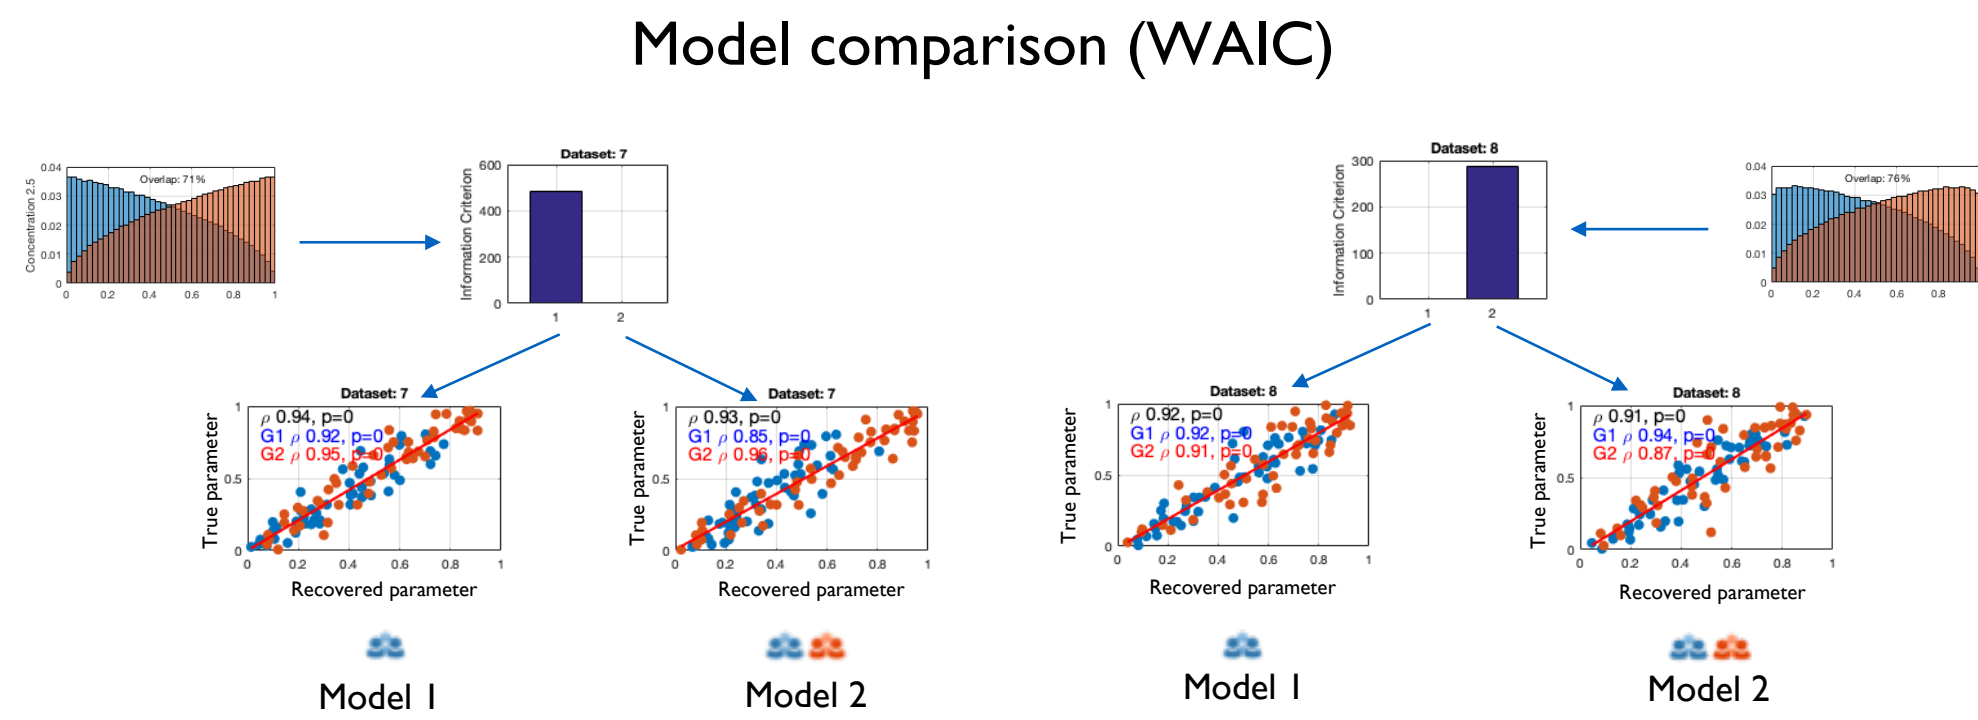 Model comparison (WAIC)
Overlap: 71%
Concentration 2.5
0.04
0.03
0.02
0.01
0
0 0.2 0.4 0.6 0.8 1
Dataset: 7
Information Criterion
600
400
200
0
1 2
Dataset: 8
Information Criterion
300
200
100
0
1 2
Overlap: 76%
0.04
0.03
0.02
0.01
0
0 0.2 0.4 0.6 0.8
Dataset: 7
ρ 0.94, p=0
G1 ρ 0.92, p=0
G2 ρ 0.95, p=0
True parameter
1
0.5
0
0 0.2 0.4 0.6 0.8 1
Recovered parameter
Model 1
Dataset: 7
ρ 0.93, p=0
G1 ρ 0.85, p=0
G2 ρ 0.96, p=0
True parameter
1
0.5
0
0 0.2 0.4 0.6 0.8 1
Recovered parameter
Model 2
Dataset: 8
ρ 0.92, p=0
G1 ρ 0.92, p=0
G2 ρ 0.91, p=0
True parameter
1
0.5
0
0 0.2 0.4 0.6 0.8 1
Recovered parameter
Model 1
Dataset: 8
ρ 0.91, p=0
G1 ρ 0.94, p=0
G2 ρ 0.87, p=0
True parameter
1
0.5
0
0 0.2 0.4 0.6 0.8 1
Recovered parameter
Model 2